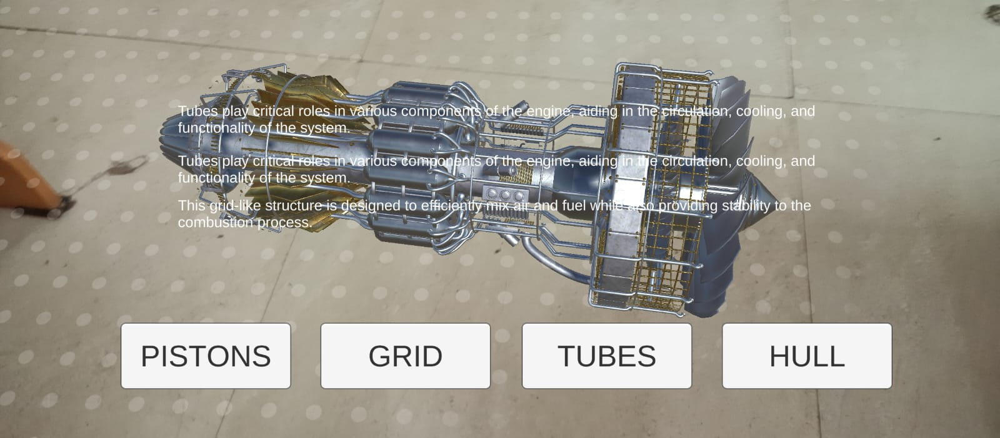 Tubes play critical roles in various components of the engine, aiding in the circulation, cooling, and
functionality of the system.
Tubes play critical roles in various components of the engine, aiding in the circulation, cooling, and
functionality of the system.
This grid-like structure is designed to efficiently mix air and fuel while also providing stability to the
combustion process.
PISTONS
GRID
TUBES
HULL